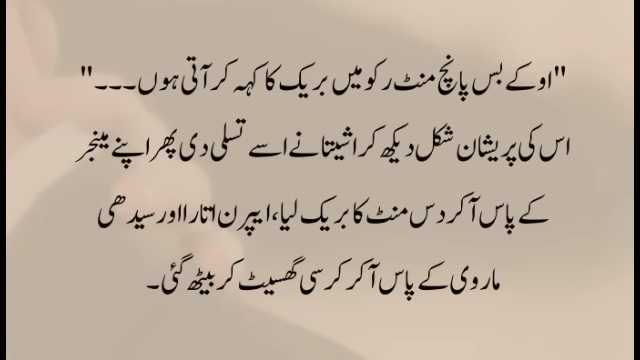 "اوکے بس پانچ منٹ رکو میں بریک کا کہہ کر آتی ہوں۔۔۔"
اس کی پریشان شکل دیکھ کر اشیتا نے اسے تسلی دی پھر اپنے مینجر
کے پاس آ کر دس منٹ کا بریک لیا، ایپرن اتارا اور سیدھی
ماروی کے پاس آ کر کرسی گھسیٹ کر بیٹھ گئی۔